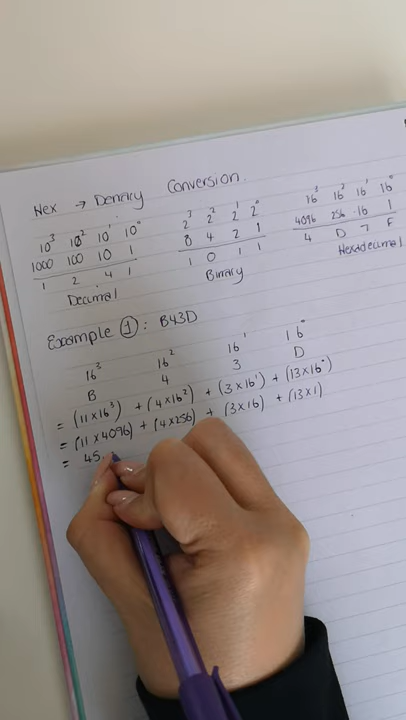 Hex → Denary Conversion
10³ 10² 10¹ 10⁰ 2³ 2² 2¹ 2⁰ 16³ 16² 16¹ 16⁰
1000 100 10 1 8 4 2 1 4096 256 16 1
1 2 4 1 1 0 1 1 4 D 7 F
Decimal Binary Hexadecimal
Example ①: B43D
16³ 16² 16¹ 16⁰
B 4 3 D
= (11 × 16³) + (4 × 16²) + (3 × 16¹) + (13 × 16⁰)
= (11 × 4096) + (4 × 256) + (3 × 16) + (13 × 1)
= 45,